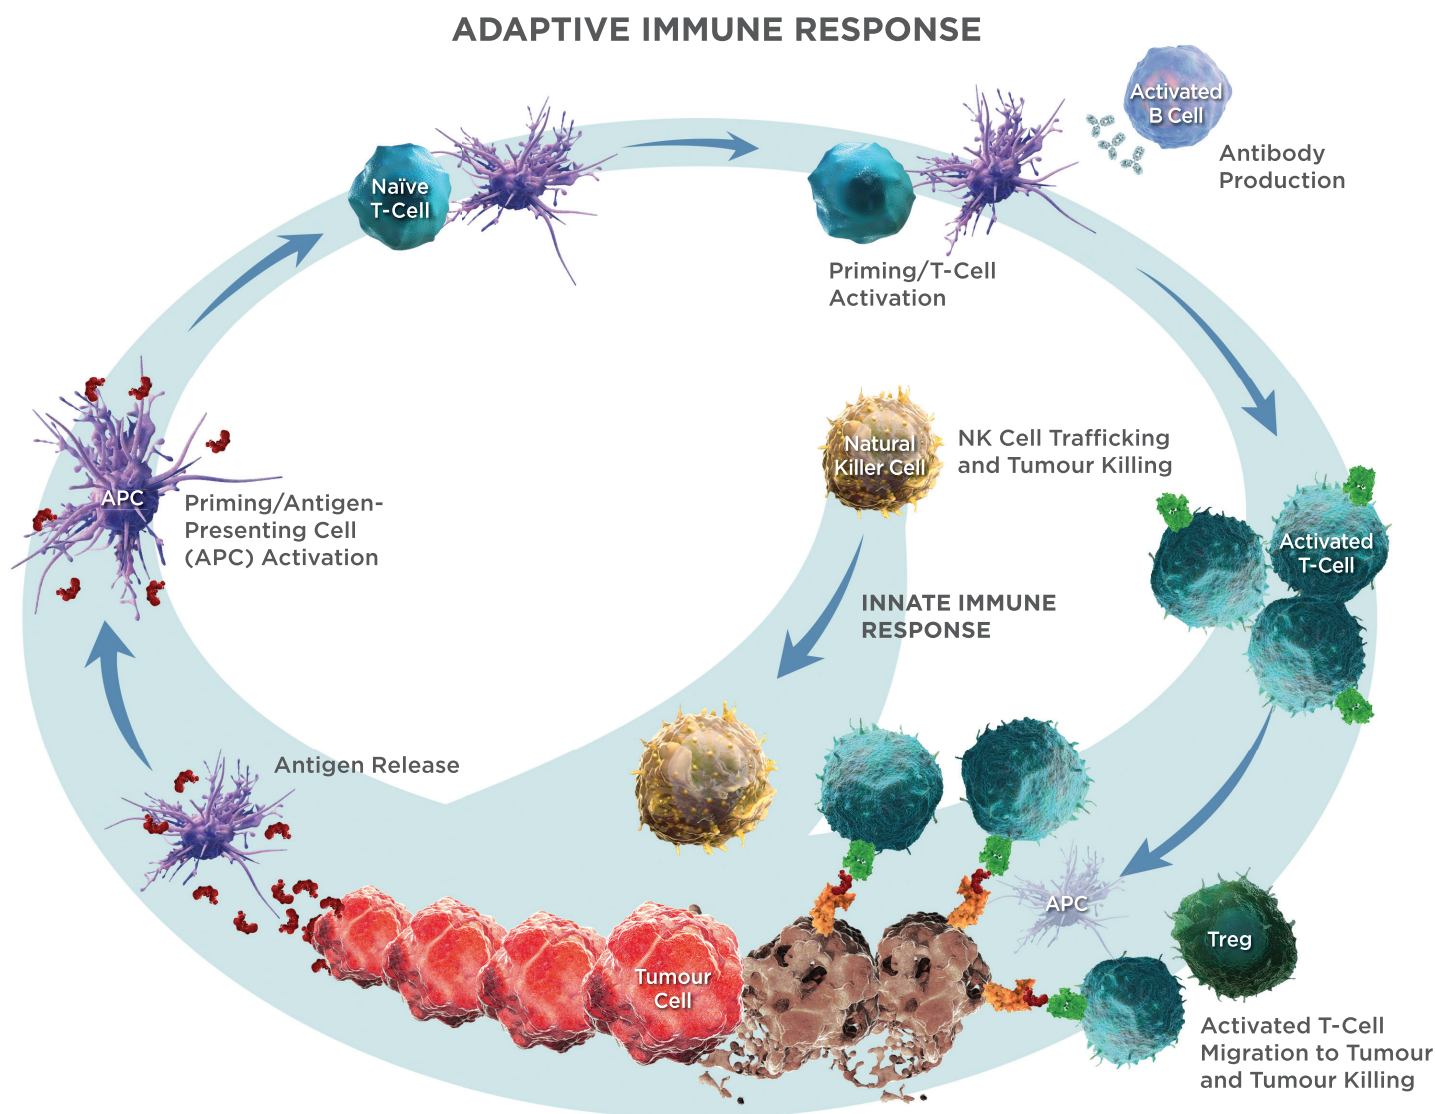 ADAPTIVE IMMUNE RESPONSE
Activated
B Cell
Antibody
Production
Naïve
T-Cell
Priming/T-Cell
Activation
Natural
Killer Cell
NK Cell Trafficking
and Tumour Killing
APC
Priming/Antigen-
Presenting Cell
(APC) Activation
Activated
T-Cell
INNATE IMMUNE
RESPONSE
Antigen Release
APC
Treg
Tumour
Cell
Activated T-Cell
Migration to Tumour
and Tumour Killing